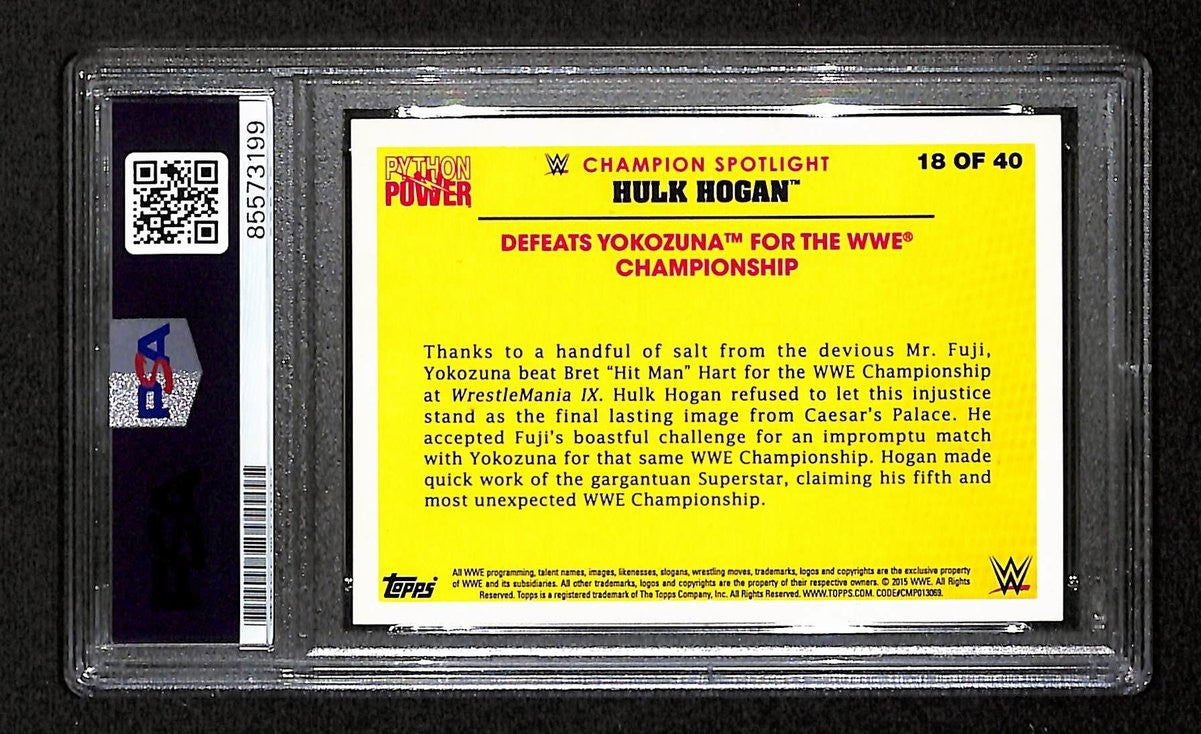 85573199
PSA
PYTHON
POWER
W CHAMPION SPOTLIGHT
HULK HOGAN™
18 OF 40
DEFEATS YOKOZUNA™ FOR THE WWE®
CHAMPIONSHIP
Thanks to a handful of salt from the devious Mr. Fuji,
Yokozuna beat Bret “Hit Man” Hart for the WWE Championship
at WrestleMania IX. Hulk Hogan refused to let this injustice
stand as the final lasting image from Caesar's Palace. He
accepted Fuji's boastful challenge for an impromptu match
with Yokozuna for that same WWE Championship. Hogan made
quick work of the gargantuan Superstar, claiming his fifth and
most unexpected WWE Championship.
Topps
All WWE programming, talent names, images, likenesses, slogans, wrestling moves, trademarks, logos and copyrights are the exclusive property
of WWE and its subsidiaries. All other trademarks, logos and copyrights are the property of their respective owners. © 2015 WWE. All Rights
Reserved. Topps is a registered trademark of The Topps Company, Inc. All Rights Reserved. WWW.TOPPS.COM. CODE#CMP013069.
W